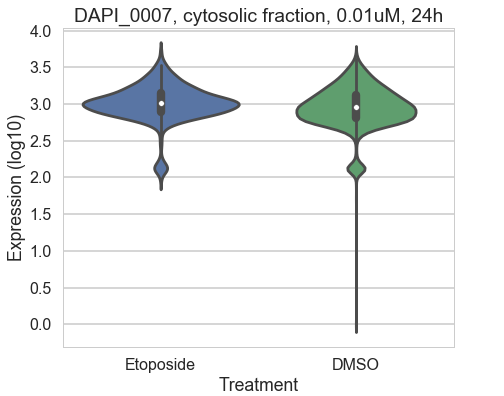 DAPI_0007, cytosolic fraction, 0.01uM, 24h
4.0
3.5
3.0
2.5
2.0
1.5
1.0
0.5
0.0
Expression (log10)
Etoposide DMSO
Treatment